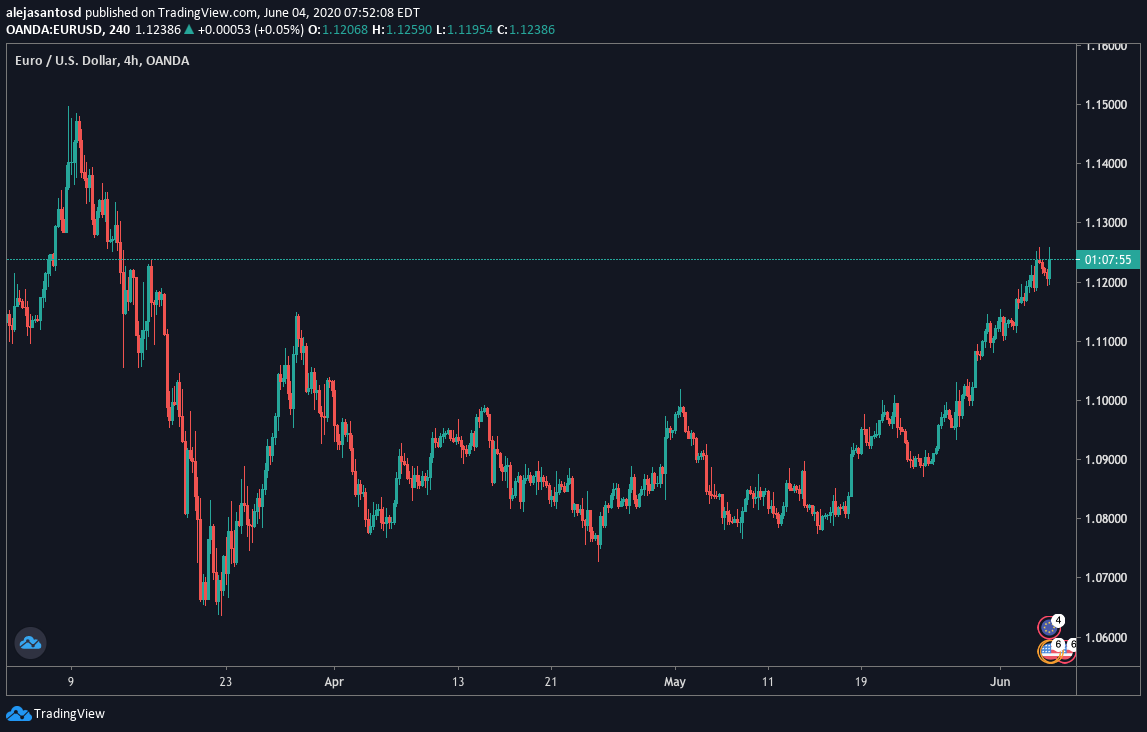 alejasantosd published on TradingView.com, June 04, 2020 07:52:08 EDT
OANDA:EURUSD, 240 1.12386 ▲ +0.00053 (+0.05%) O:1.12068 H:1.12590 L:1.11954 C:1.12386
Euro / U.S. Dollar, 4h, OANDA
1.16000
1.15000
1.14000
1.13000
01:07:55
1.12000
1.11000
1.10000
1.09000
1.08000
1.07000
1.06000
4
6 6
9 23 Apr 13 21 May 11 19 Jun
TradingView